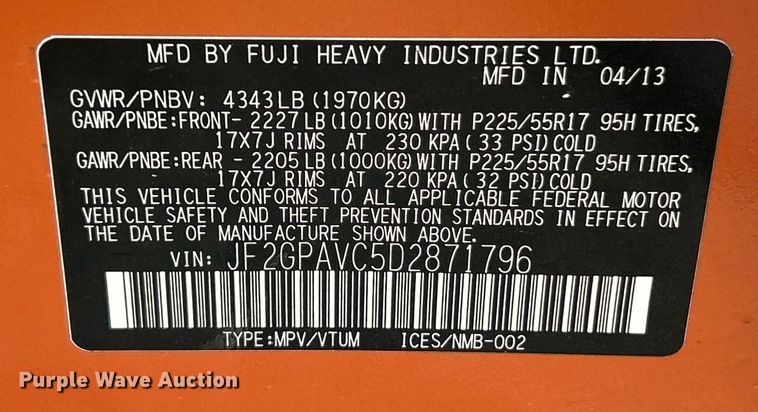 MFD BY FUJI HEAVY INDUSTRIES LTD.
MFD IN 04/13
GVWR/PNBV: 4343LB(1970KG)
GAWR/PNBE:FRONT- 2227LB(1010KG)WITH P225/55R17 95H TIRES,
17X7J RIMS AT 230 KPA(33 PSI)COLD
GAWR/PNBE:REAR - 2205LB(1000KG)WITH P225/55R17 95H TIRES,
17X7J RIMS AT 220 KPA(32 PSI)COLD
THIS VEHICLE CONFORMS TO ALL APPLICABLE FEDERAL MOTOR
VEHICLE SAFETY AND THEFT PREVENTION STANDARDS IN EFFECT ON
THE DATE OF MANUFACTURE SHOWN ABOVE.
VIN: JF2GPAVC5D2871796
TYPE:MPV/VTUM ICES/NMB-002
Purple Wave Auction